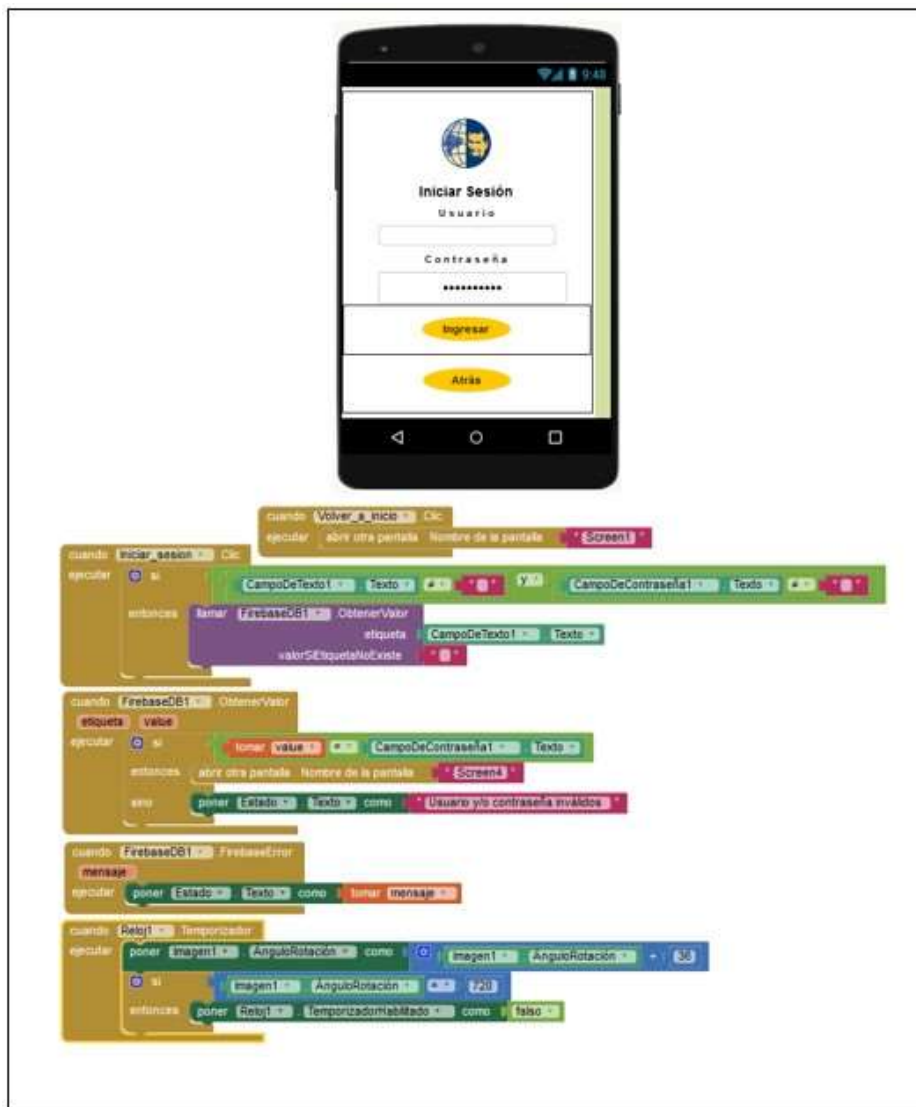 9:48
Iniciar Sesión
Usuario
Contraseña
••••••••••
Ingresar
Atrás
cuando Volver_a_inicio Clic
ejecutar abrir otra pantalla Nombre de la pantalla "Screen1"
cuando Iniciar_sesion Clic
ejecutar si CampoDeTexto1 Texto ≠ " " y CampoDeContraseña1 Texto ≠ " "
entonces llamar FirebaseDB1 ObtenerValor
etiqueta CampoDeTexto1 Texto
valorSiEtiquetaNoExiste " "
cuando FirebaseDB1 ObtenerValor
etiqueta value
ejecutar si tomar value = CampoDeContraseña1 Texto
entonces abrir otra pantalla Nombre de la pantalla "Screen4"
sino poner Estado Texto como "Usuario y/o contraseña inválidos"
cuando FirebaseDB1 FirebaseError
mensaje
ejecutar poner Estado Texto como tomar mensaje
cuando Reloj1 Temporizador
ejecutar poner Imagen1 AnguloRotación como Imagen1 AnguloRotación + 36
si Imagen1 AnguloRotación = 720
entonces poner Reloj1 TemporizadorHabilitado como falso